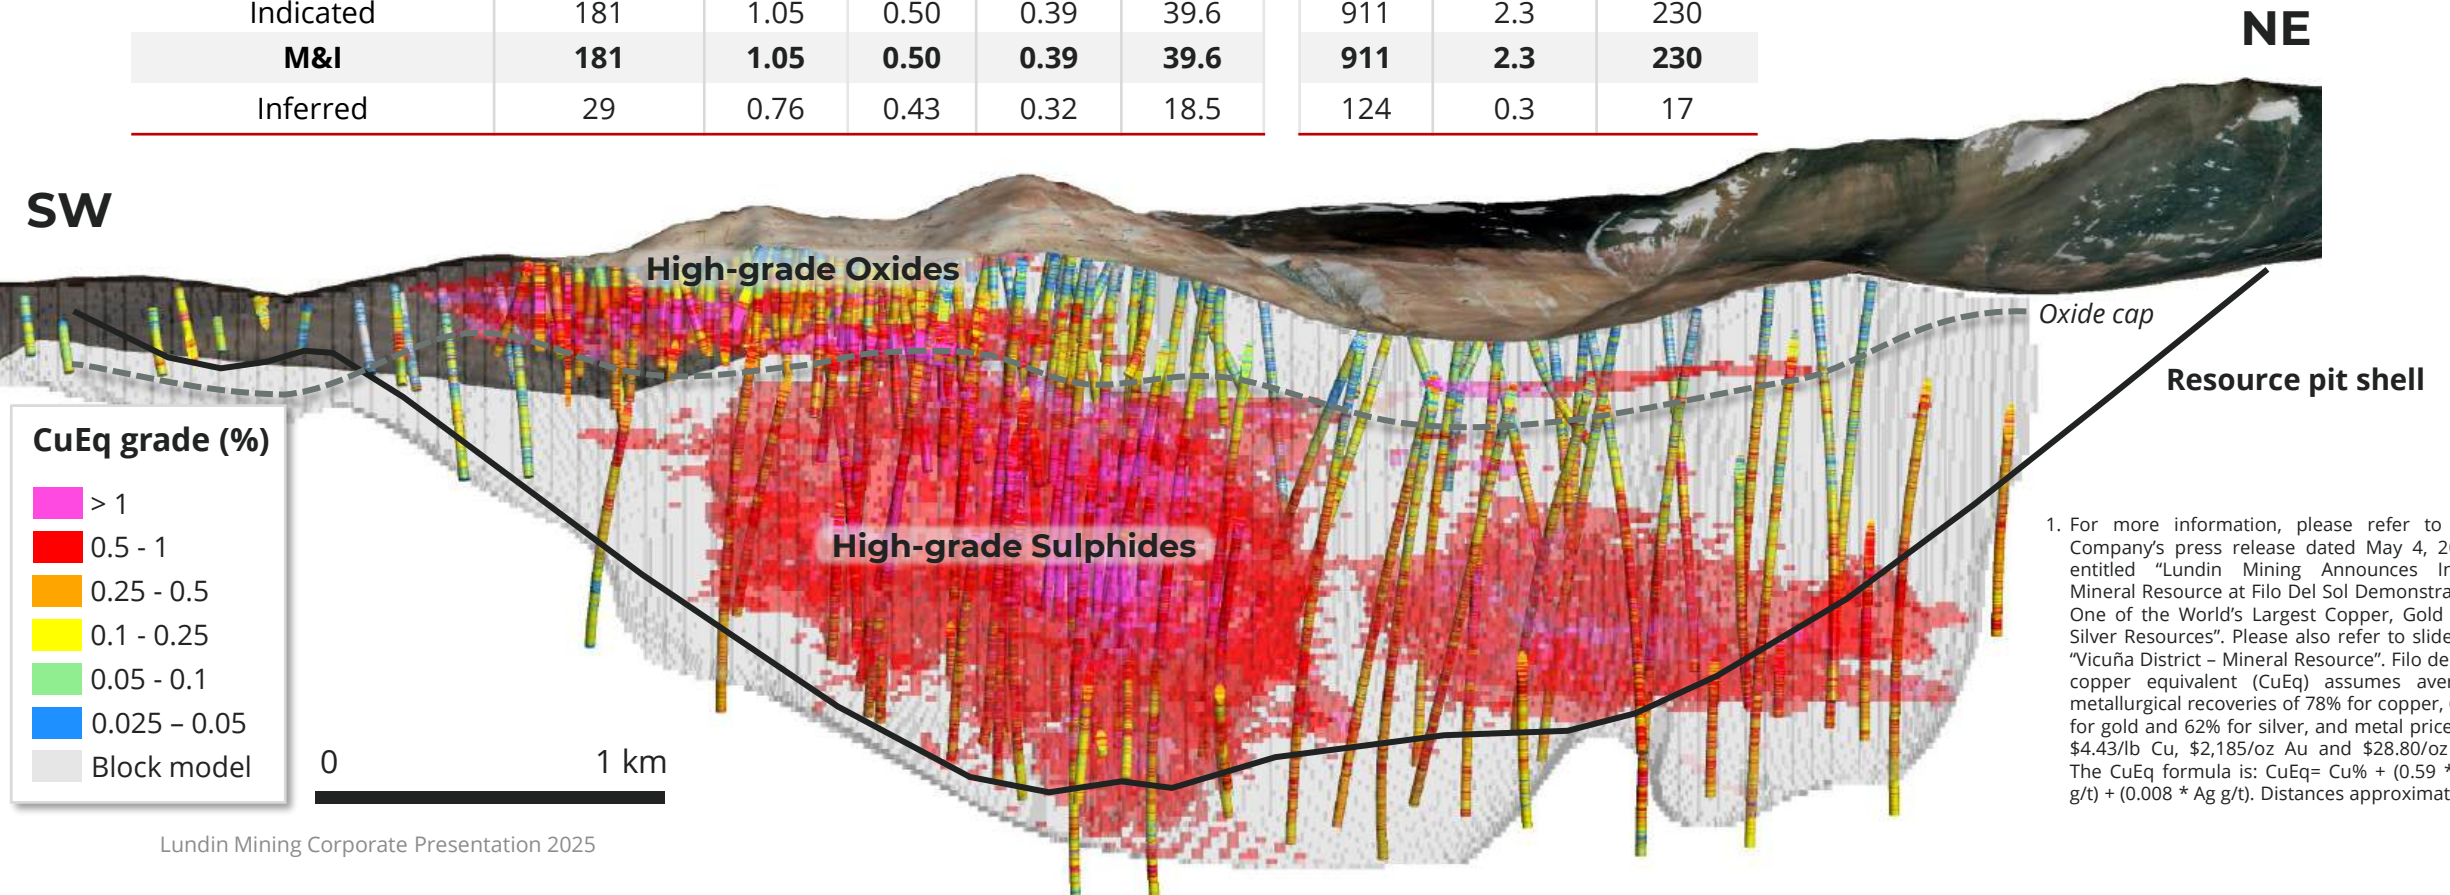 Indicated 181 1.05 0.50 0.39 39.6 911 2.3 230
M&I 181 1.05 0.50 0.39 39.6 911 2.3 230
Inferred 29 0.76 0.43 0.32 18.5 124 0.3 17
NE
SW
High-grade Oxides
Oxide cap
Resource pit shell
High-grade Sulphides
CuEq grade (%)
> 1
0.5 - 1
0.25 - 0.5
0.1 - 0.25
0.05 - 0.1
0.025 – 0.05
Block model
0 1 km
1. For more information, please refer to
Company's press release dated May 4,
entitled "Lundin Mining Announces
Mineral Resource at Filo Del Sol
One of the World's Largest Copper, Gold
Silver Resources". Please also refer to
"Vicuña District – Mineral Resource". Filo de
copper equivalent (CuEq) assumes
metallurgical recoveries of 78% for copper,
for gold and 62% for silver, and metal
$4.43/lb Cu, $2,185/oz Au and $28.80/oz
The CuEq formula is: CuEq= Cu% + (0.59 *
g/t) + (0.008 * Ag g/t). Distances
Lundin Mining Corporate Presentation 2025